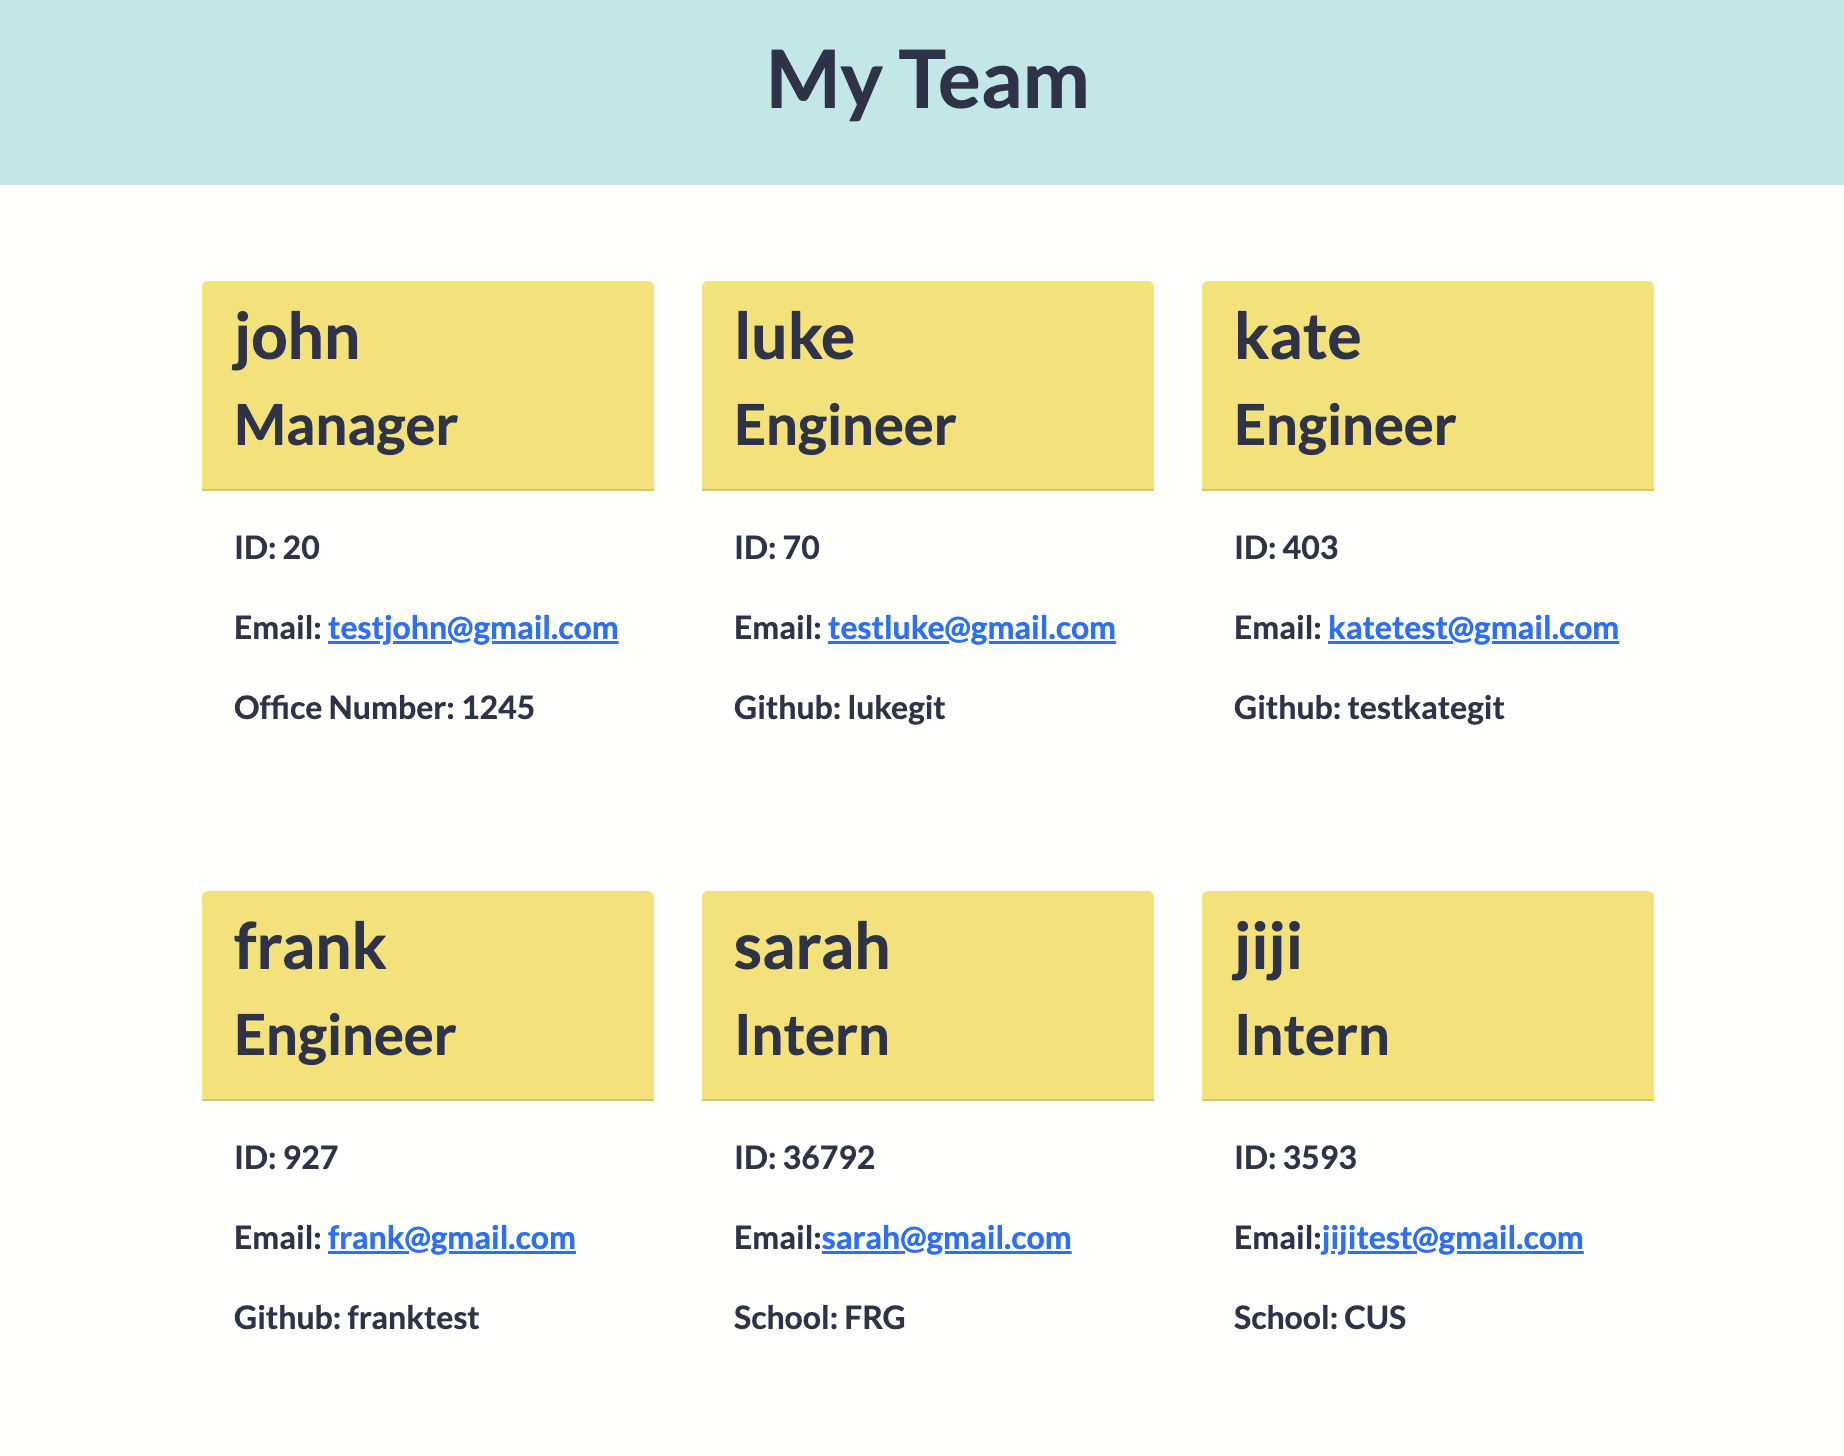 My Team
john
Manager
ID: 20
Email: testjohn@gmail.com
Office Number: 1245
luke
Engineer
ID: 70
Email: testluke@gmail.com
Github: lukegit
kate
Engineer
ID: 403
Email: katetest@gmail.com
Github: testkategit
frank
Engineer
ID: 927
Email: frank@gmail.com
Github: franktest
sarah
Intern
ID: 36792
Email:sarah@gmail.com
School: FRG
jiji
Intern
ID: 3593
Email:jijitest@gmail.com
School: CUS